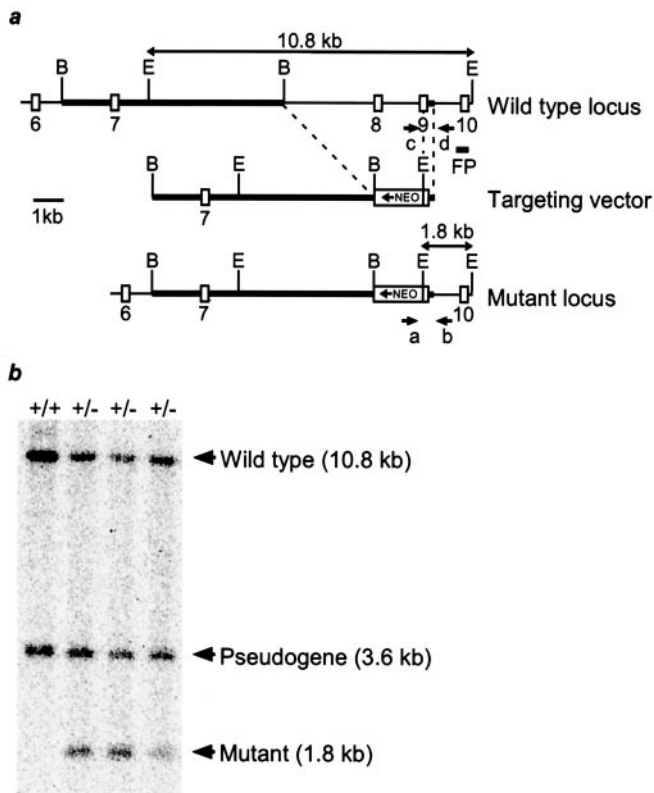 a
10.8 kb
B E B E
6 7 8 9 10 Wild type locus
c d
FP
B E B E
1kb NEO Targeting vector
7
1.8 kb
B E B E E
NEO Mutant locus
6 7 10
a b
b
+/+ +/- +/- +/-
Wild type (10.8 kb)
Pseudogene (3.6 kb)
Mutant (1.8 kb)